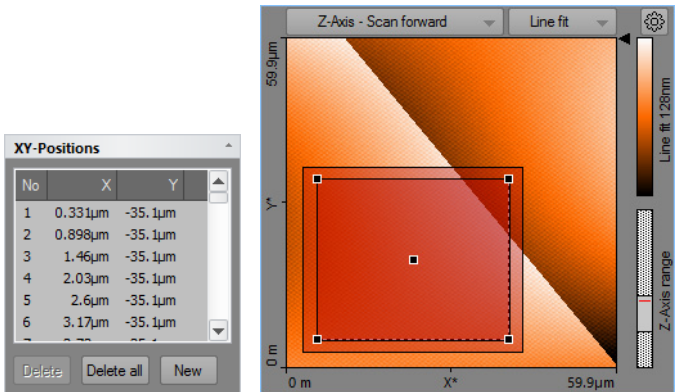 XY-Positions
No X Y
1 0.331µm -35.1µm
2 0.898µm -35.1µm
3 1.46µm -35.1µm
4 2.03µm -35.1µm
5 2.6µm -35.1µm
6 3.17µm -35.1µm
Delete Delete all New
Z-Axis - Scan forward Line fit
59.9µm
Y*
0 m
0 m X* 59.9µm
Line fit 128nm
Z-Axis range